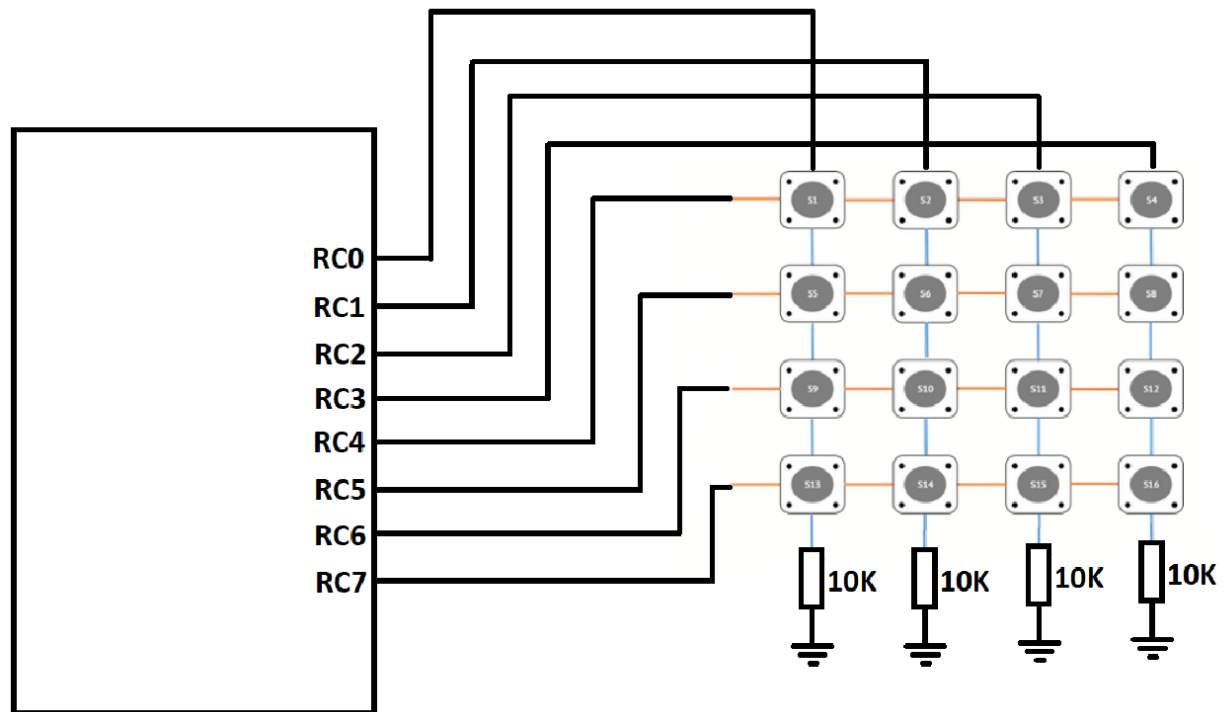 RC0
RC1
RC2
RC3
RC4
RC5
RC6
RC7
S1 S2 S3 S4
S5 S6 S7 S8
S9 S10 S11 S12
S13 S14 S15 S16
10K 10K 10K 10K